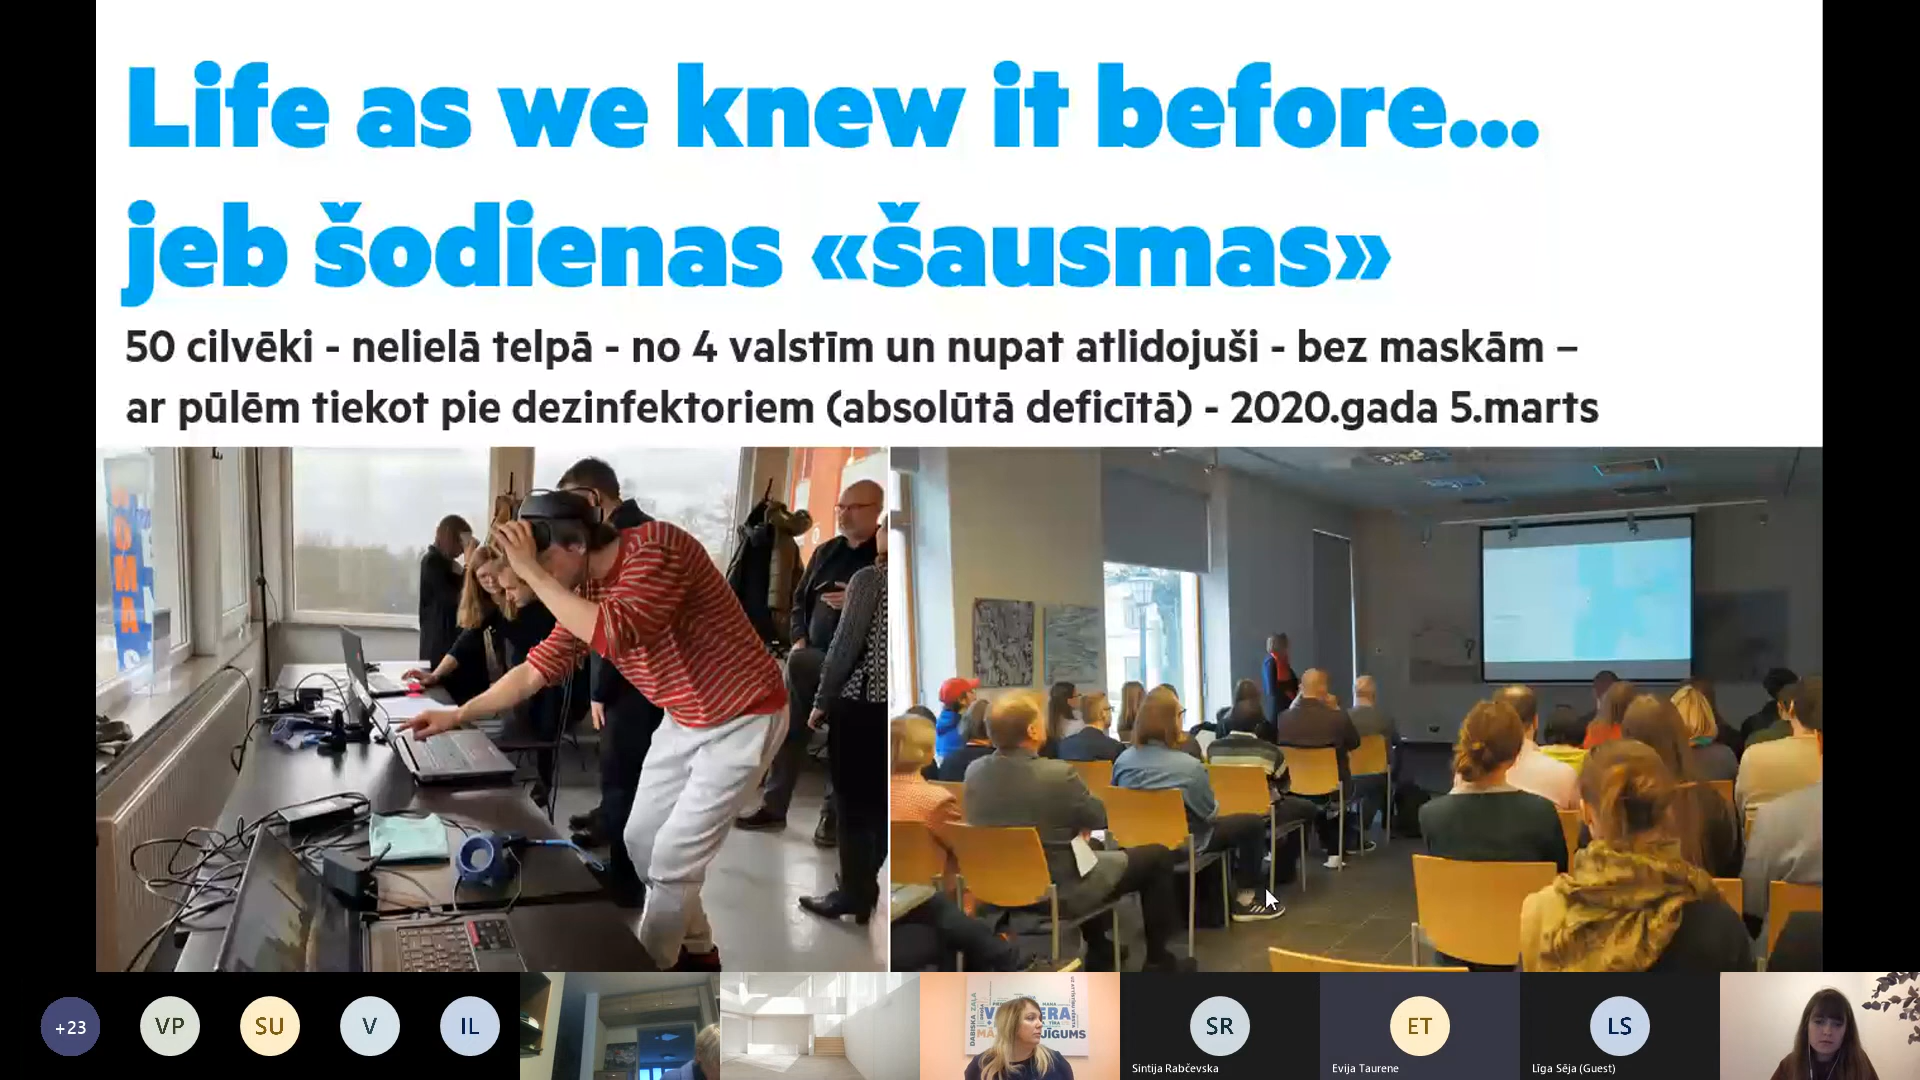 Life as we knew it before...
jeb šodienas «šausmas»
50 cilvēki - nelielā telpā - no 4 valstīm un nupat atlidojuši - bez maskām –
ar pūlēm tiekot pie dezinfektoriem (absolūtā deficītā) - 2020.gada 5.marts
+23
VP
SU
V
IL
DABISKI ZAĻA
SR
Sintija Rabčevska
ET
Evija Taurene
LS
Līga Sēja (Guest)